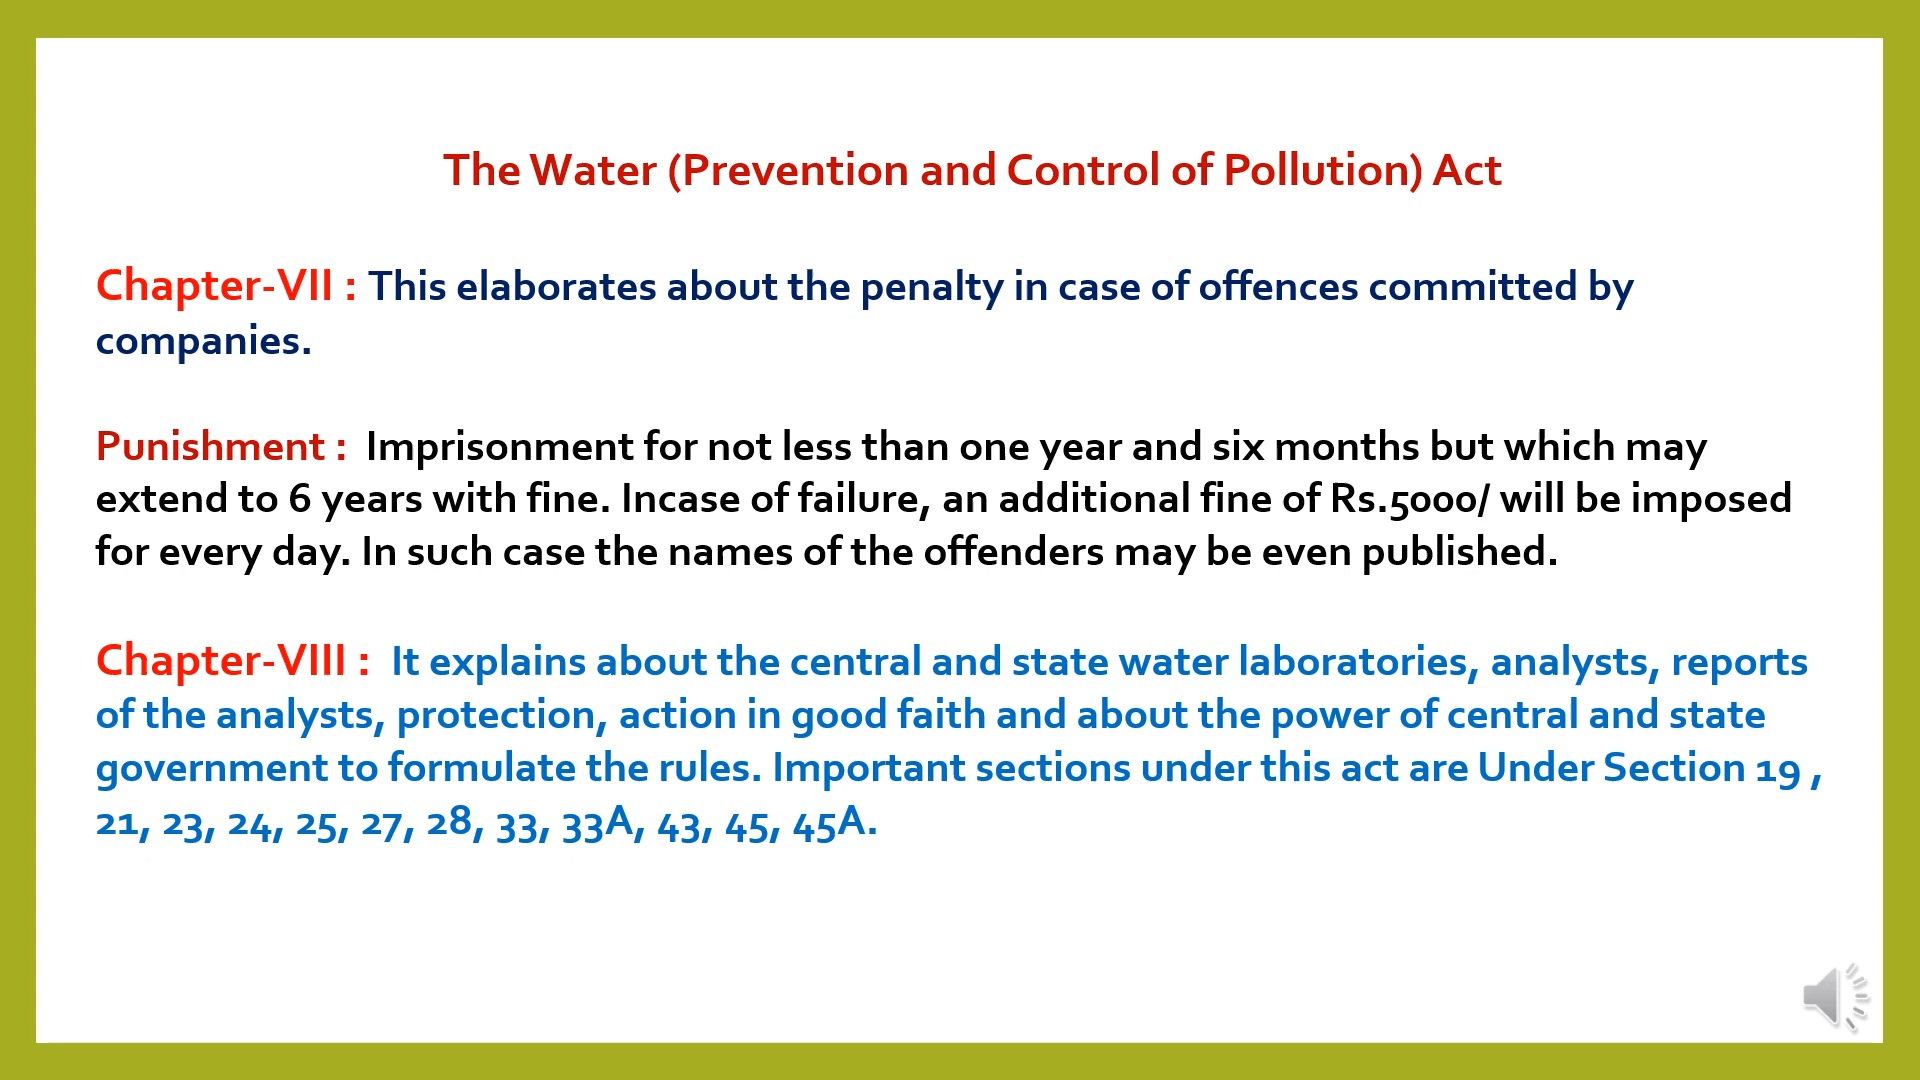 The Water (Prevention and Control of Pollution) Act
Chapter-VII : This elaborates about the penalty in case of offences committed by
companies.
Punishment : Imprisonment for not less than one year and six months but which may
extend to 6 years with fine. Incase of failure, an additional fine of Rs.5000/ will be imposed
for every day. In such case the names of the offenders may be even published.
Chapter-VIII : It explains about the central and state water laboratories, analysts, reports
of the analysts, protection, action in good faith and about the power of central and state
government to formulate the rules. Important sections under this act are Under Section 19 ,
21, 23, 24, 25, 27, 28, 33, 33A, 43, 45, 45A.